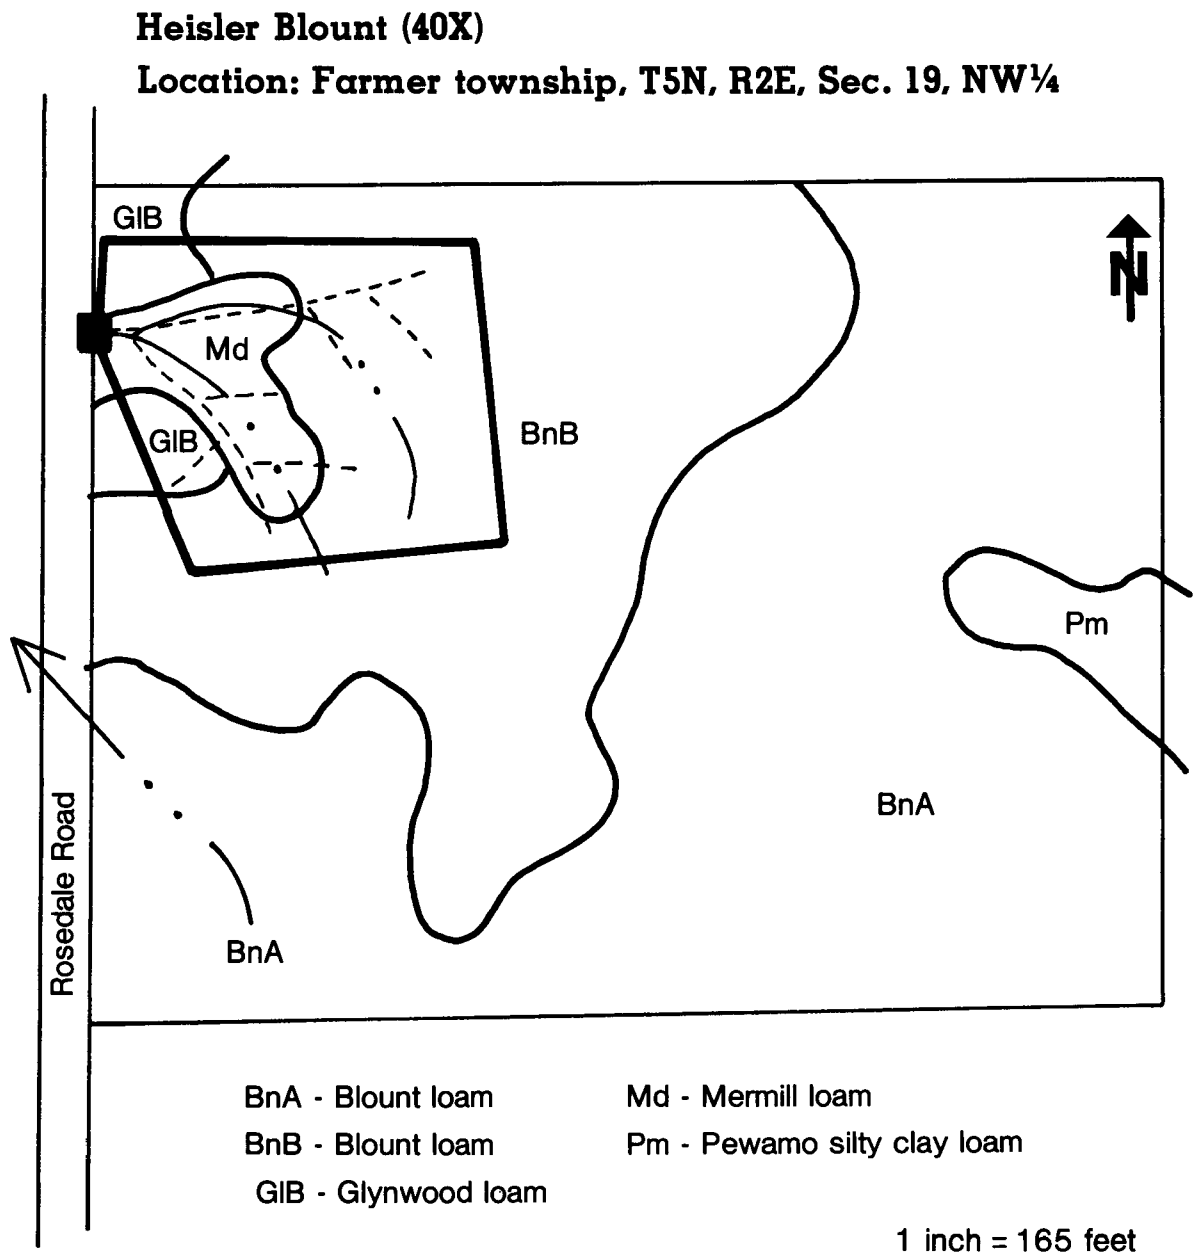 Heisler Blount (40X)
Location: Farmer township, T5N, R2E, Sec. 19, NW¼
GlB
N
Md
GlB
BnB
Pm
BnA
Rosedale Road
BnA
BnA - Blount loam
Md - Mermill loam
BnB - Blount loam
Pm - Pewamo silty clay loam
GlB - Glynwood loam
1 inch = 165 feet